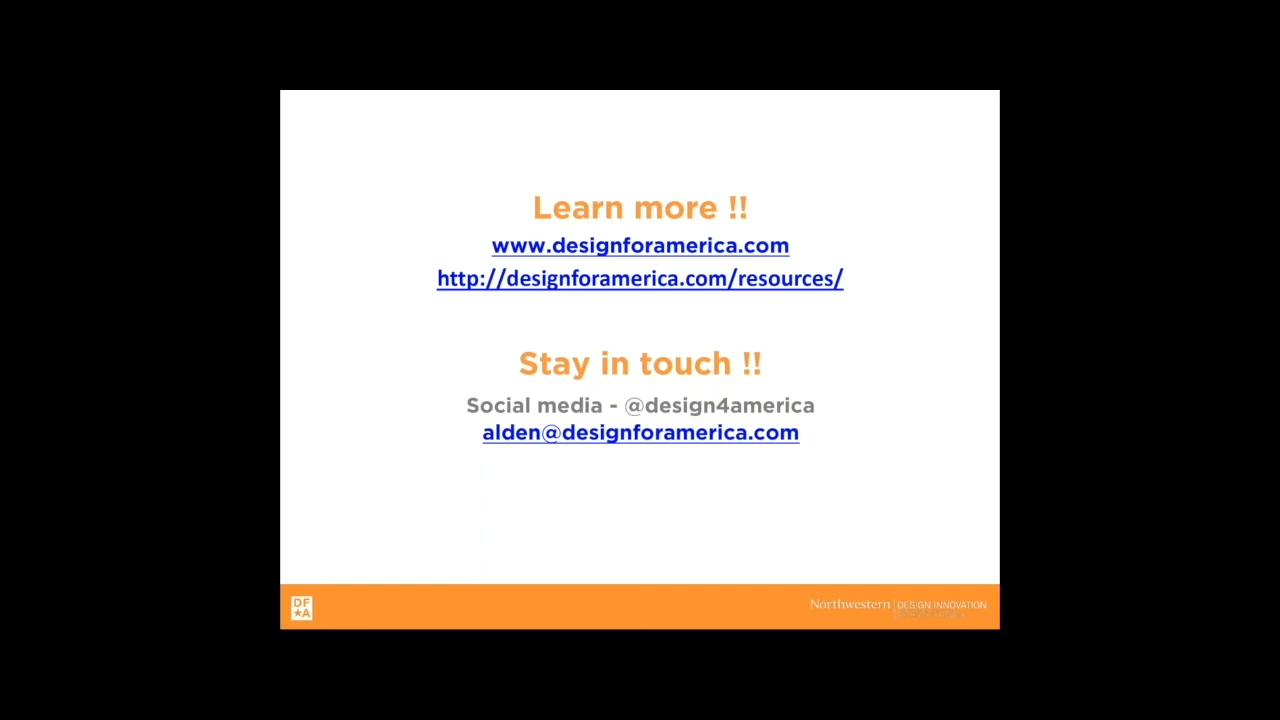 Learn more !!
www.designforamerica.com
http://designforamerica.com/resources/
Stay in touch !!
Social media - @design4america
alden@designforamerica.com
DF
★A
Northwestern | DESIGN INNOVATION